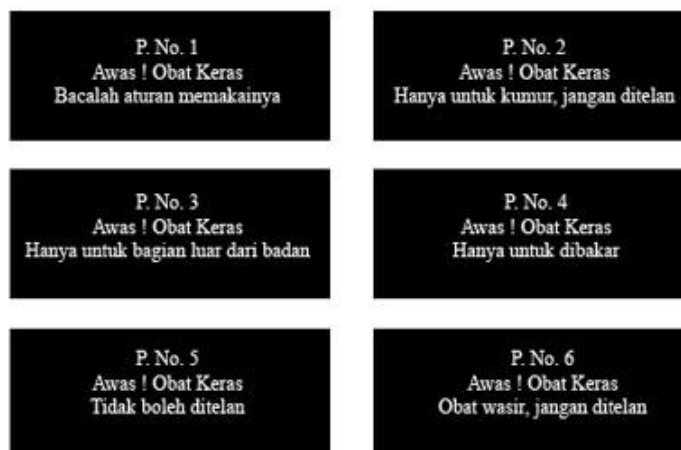 P. No. 1
Awas ! Obat Keras
Bacalah aturan memakainya
P. No. 2
Awas ! Obat Keras
Hanya untuk kumur, jangan ditelan
P. No. 3
Awas ! Obat Keras
Hanya untuk bagian luar dari badan
P. No. 4
Awas ! Obat Keras
Hanya untuk dibakar
P. No. 5
Awas ! Obat Keras
Tidak boleh ditelan
P. No. 6
Awas ! Obat Keras
Obat wasir, jangan ditelan